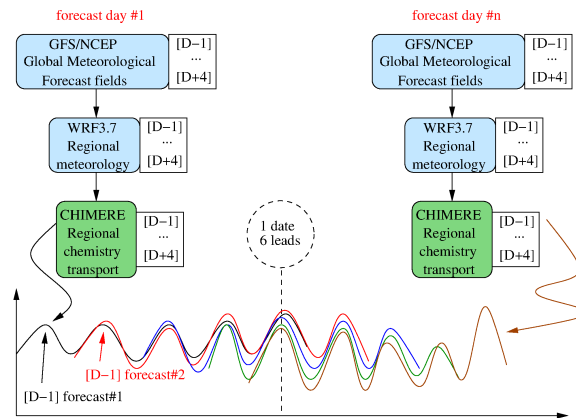 forecast day #1
forecast day #n
GFS/NCEP
Global Meteorological
Forecast fields
[D−1]
...
[D+4]
GFS/NCEP
Global Meteorological
Forecast fields
[D−1]
...
[D+4]
WRF3.7
Regional
meteorology
[D−1]
...
[D+4]
WRF3.7
Regional
meteorology
[D−1]
...
[D+4]
CHIMERE
Regional
chemistry
transport
[D−1]
...
[D+4]
1 date
6 leads
CHIMERE
Regional
chemistry
transport
[D−1]
...
[D+4]
[D−1] forecast#2
[D−1] forecast#1